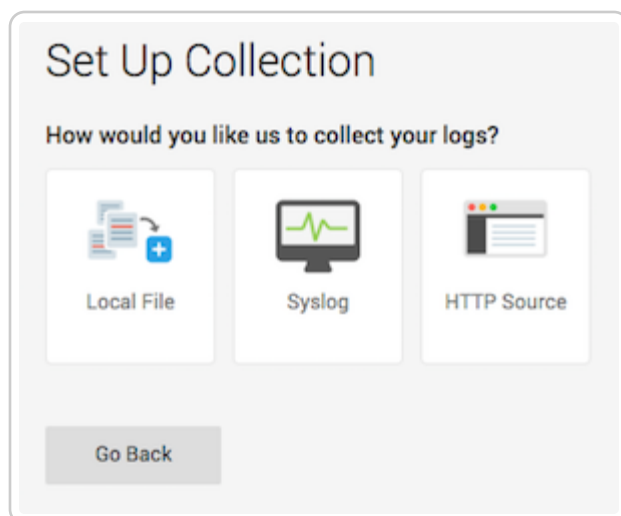 Set Up Collection
How would you like us to collect your logs?
Local File
Syslog
HTTP Source
Go Back